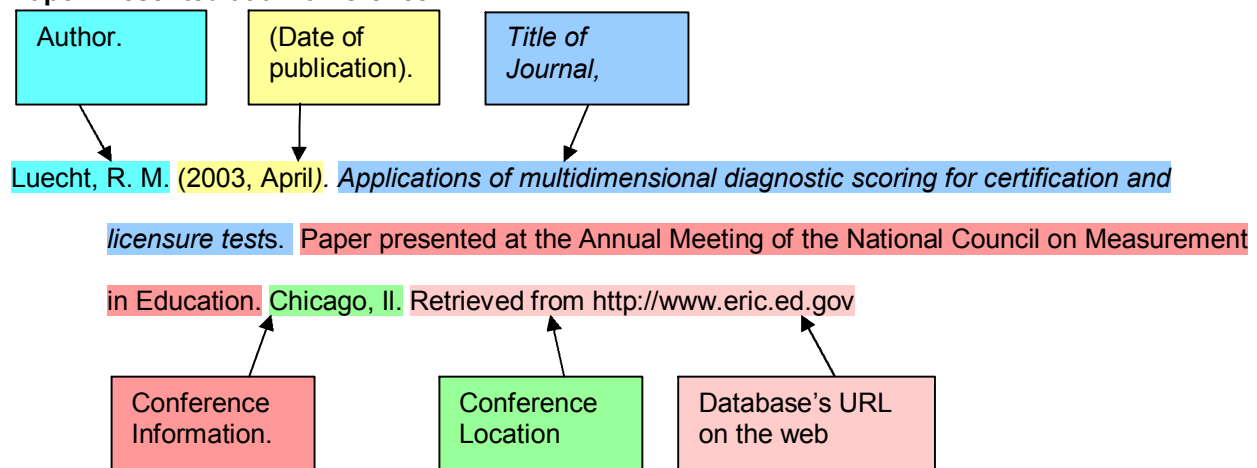 Author.
(Date of
publication).
Title of
Journal,
Luecht, R. M. (2003, April). Applications of multidimensional diagnostic scoring for certification and
licensure tests. Paper presented at the Annual Meeting of the National Council on Measurement
in Education. Chicago, Il. Retrieved from http://www.eric.ed.gov
Conference
Information.
Conference
Location
Database's URL
on the web